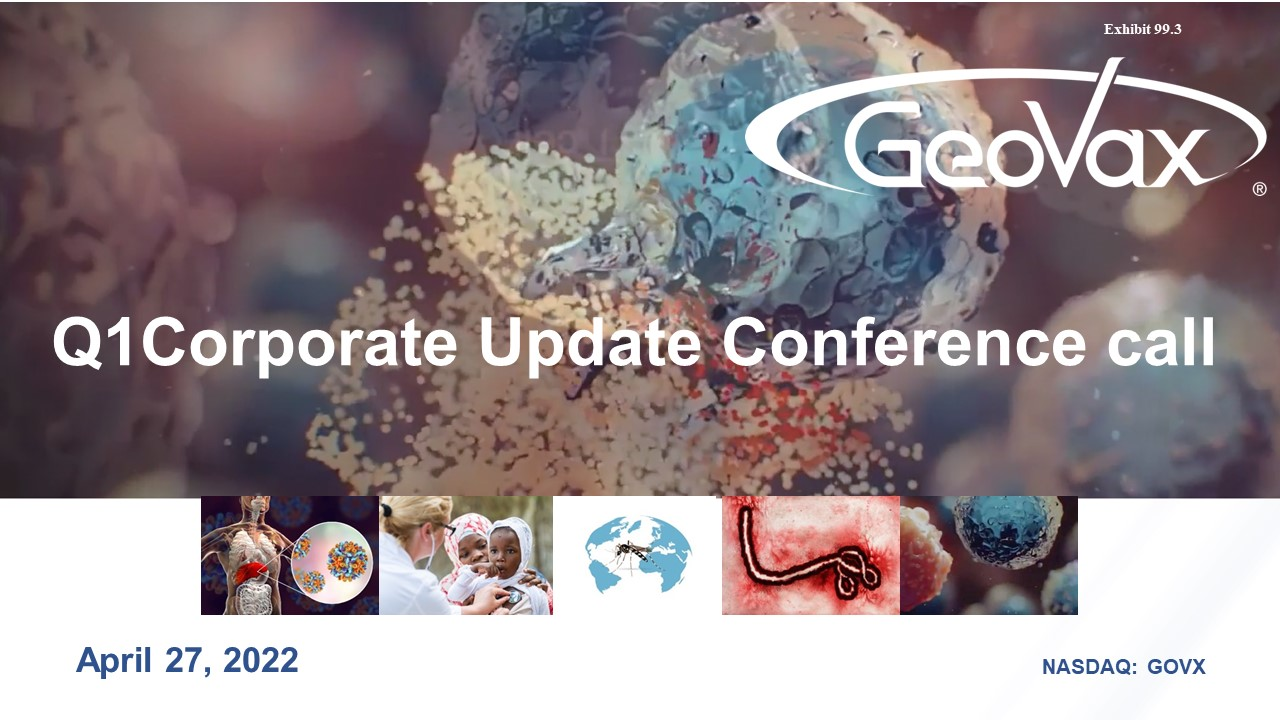 Exhibit 99.3
GeoVax®
Q1Corporate Update Conference call
April 27, 2022
NASDAQ: GOVX